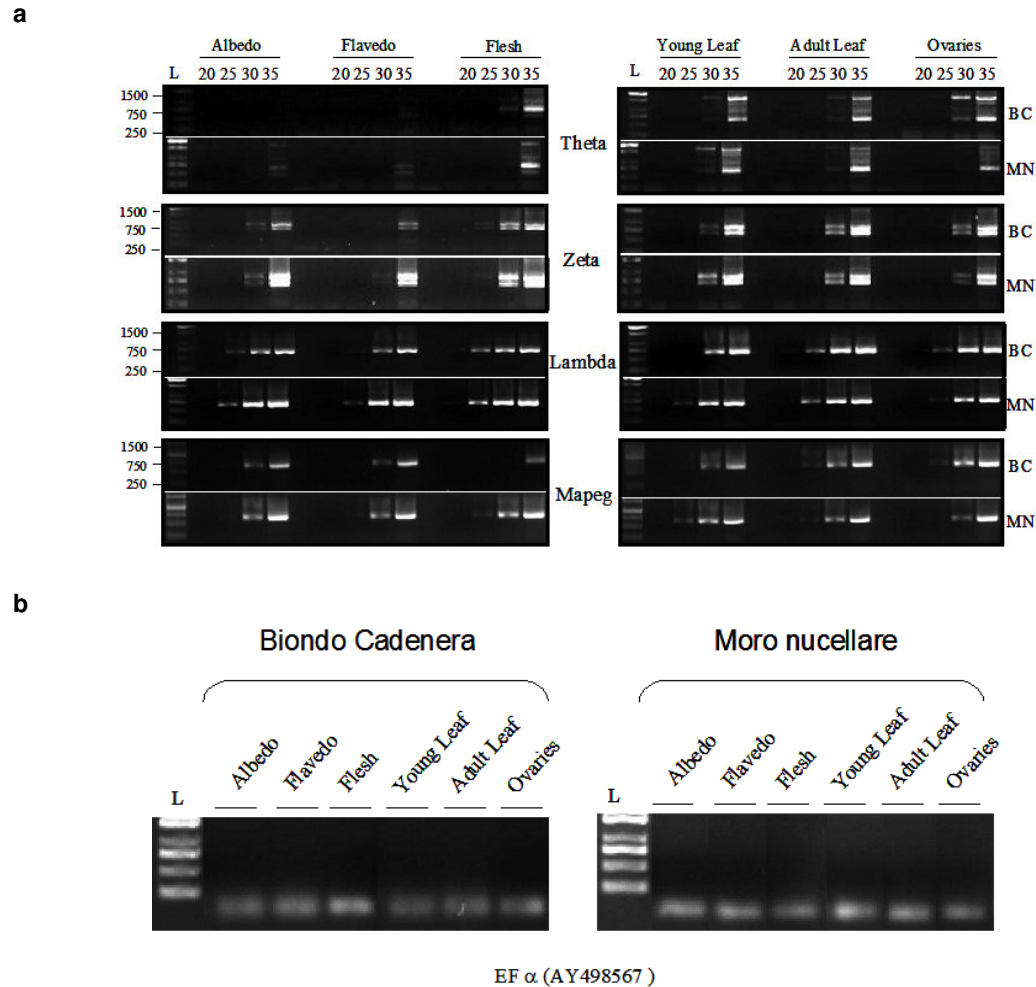 a
Albedo Flavedo Flesh
L 20 25 30 35 20 25 30 35 20 25 30 35
Young Leaf Adult Leaf Ovaries
L 20 25 30 35 20 25 30 35 20 25 30 35
1500
750
250
Theta
BC
MN
1500
750
250
Zeta
BC
MN
1500
750
250
Lambda
BC
MN
1500
750
250
Mapeg
BC
MN
b
Biondo Cadenera
L Albedo Flavedo Flesh Young Leaf Adult Leaf Ovaries
Moro nucellare
L Albedo Flavedo Flesh Young Leaf Adult Leaf Ovaries
EF α (AY498567 )